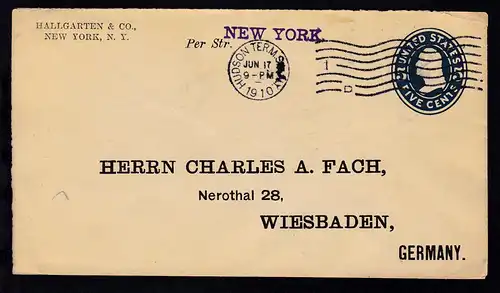 HALLGARTEN & CO.,
NEW YORK, N. Y.
Per Str.
NEW YORK.
HUDSON TERM. STA. N.Y.
JUN 17
9-PM
1910
1
D
UNITED STATES
FIVE CENTS
HERRN CHARLES A. FACH,
Nerothal 28,
WIESBADEN,
GERMANY.